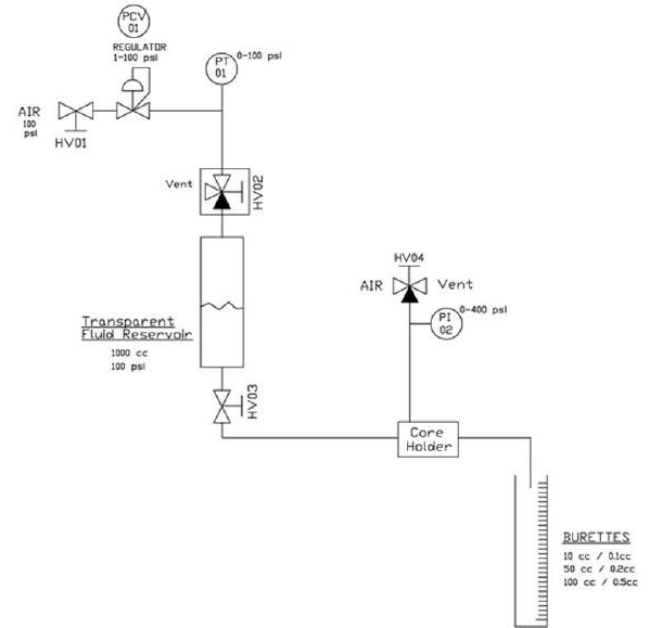 PCV
01
REGULATOR
1-100 psi
PT
01
0-100 psi
AIR
100
psi
HV01
Vent
HV02
HV04
AIR
Vent
PI
02
0-400 psi
Transparent
Fluid Reservoir
1000 cc
100 psi
HV03
Core
Holder
BURETTES
10 cc / 0.1cc
50 cc / 0.2cc
100 cc / 0.5cc